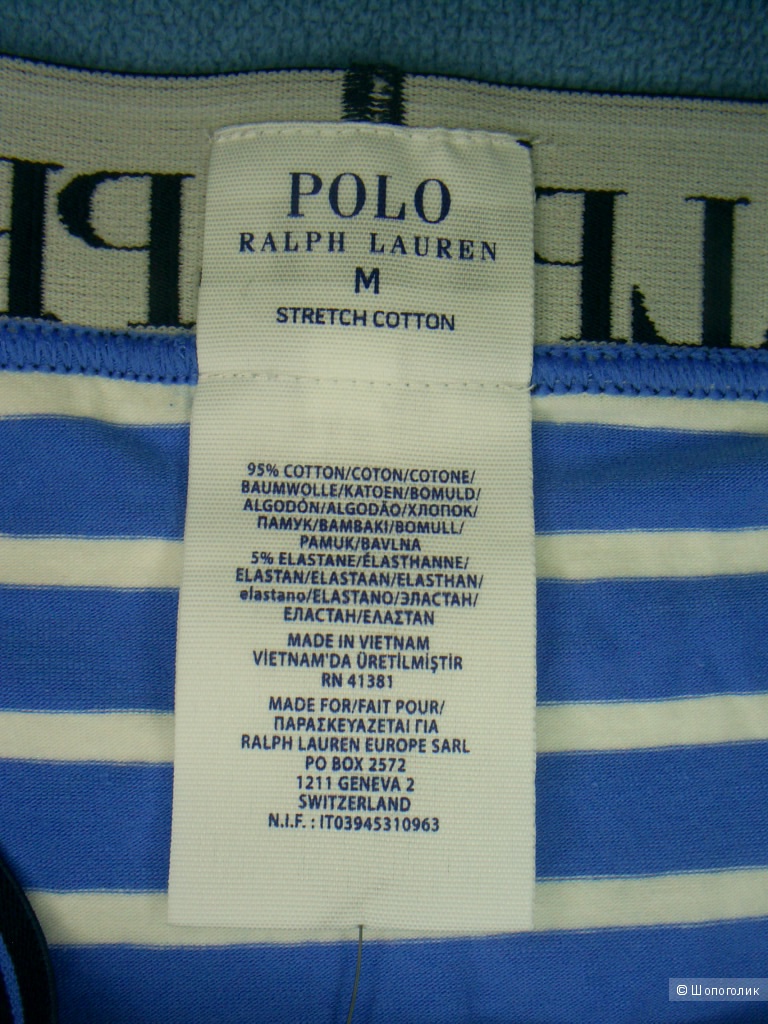 POLO
RALPH LAUREN
M
STRETCH COTTON
95% COTTON/COTON/COTONE/
BAUMWOLLE/KATOEN/BOMULD/
ALGODÓN/ALGODÃO/ХЛОПОК/
ПАМУК/ΒΑΜΒΑΚΙ/BOMULL/
PAMUK/BAVLNA
5% ELASTANE/ÉLASTHANNE/
ELASTAN/ELASTAAN/ELASTHAN/
elastano/ELASTANO/ЭЛАСТАН/
ЕЛАСТАН/ΕΛΑΣΤΑΝ
MADE IN VIETNAM
VİETNAM'DA ÜRETİLMİŞTİR
RN 41381
MADE FOR/FAIT POUR/
ΠΑΡΑΣΚΕΥΑΖΕΤΑΙ ΓΙΑ
RALPH LAUREN EUROPE SARL
PO BOX 2572
1211 GENEVA 2
SWITZERLAND
N.I.F. : IT03945310963
© Шопоголик